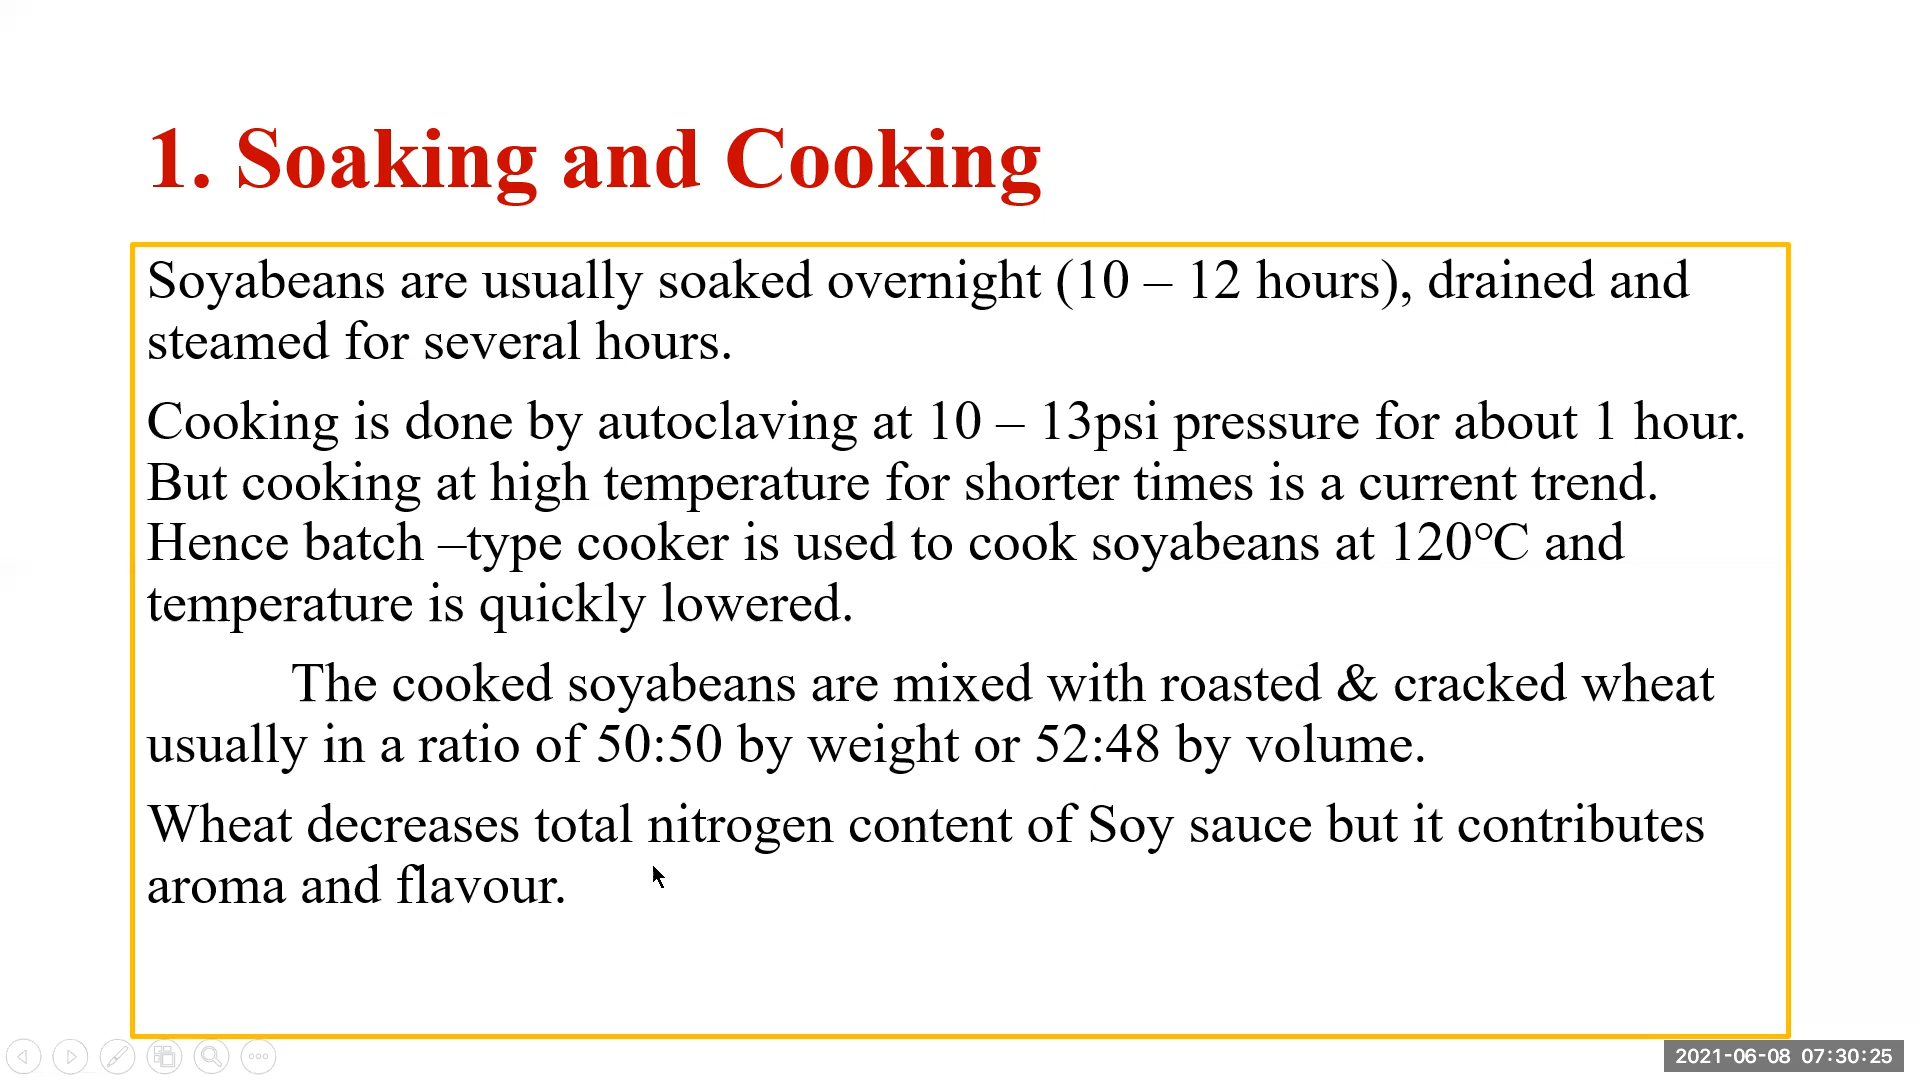 1. Soaking and Cooking
Soyabeans are usually soaked overnight (10 – 12 hours), drained and
steamed for several hours.
Cooking is done by autoclaving at 10 – 13psi pressure for about 1 hour.
But cooking at high temperature for shorter times is a current trend.
Hence batch –type cooker is used to cook soyabeans at 120°C and
temperature is quickly lowered.
The cooked soyabeans are mixed with roasted & cracked wheat
usually in a ratio of 50:50 by weight or 52:48 by volume.
Wheat decreases total nitrogen content of Soy sauce but it contributes
aroma and flavour.
2021-06-08 07:30:25